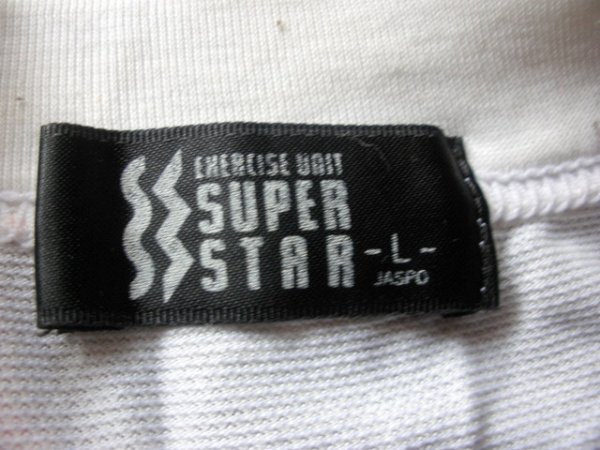 EXERCISE UNIT
SUPER
STAR
-L-
JASPO